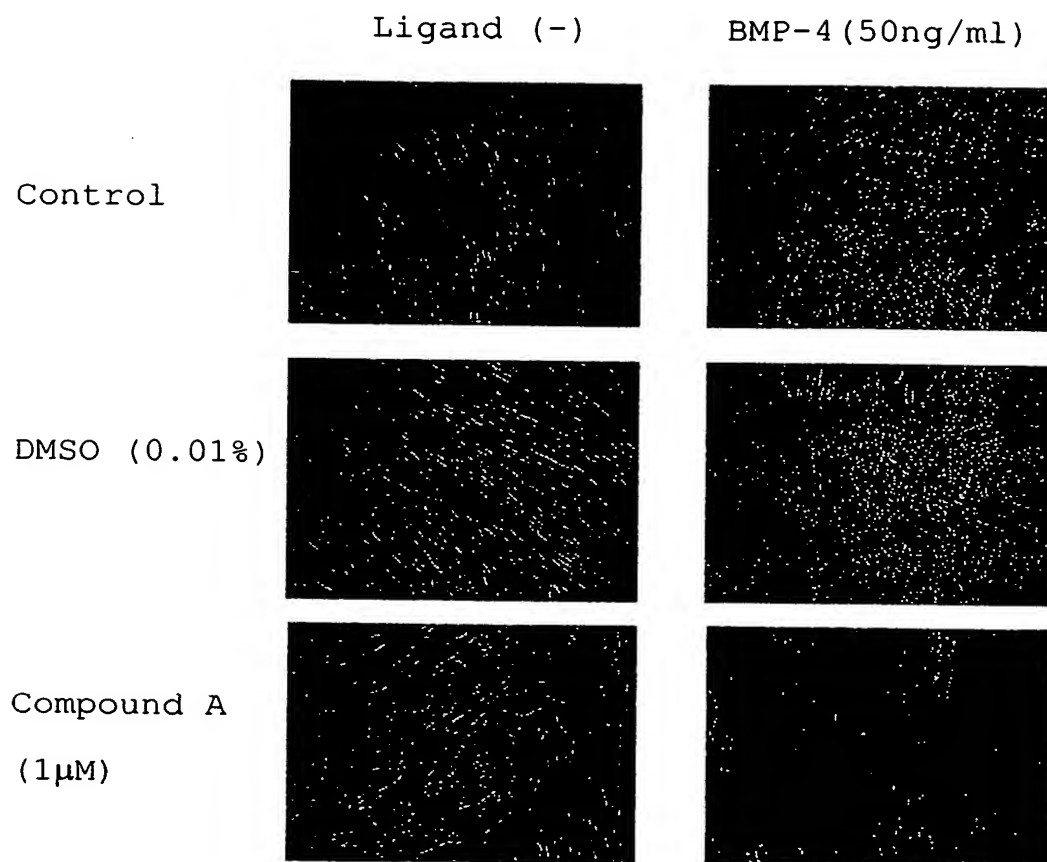 Ligand (-)
BMP-4(50ng/ml)
Control
DMSO (0.01%)
Compound A
(1µM)